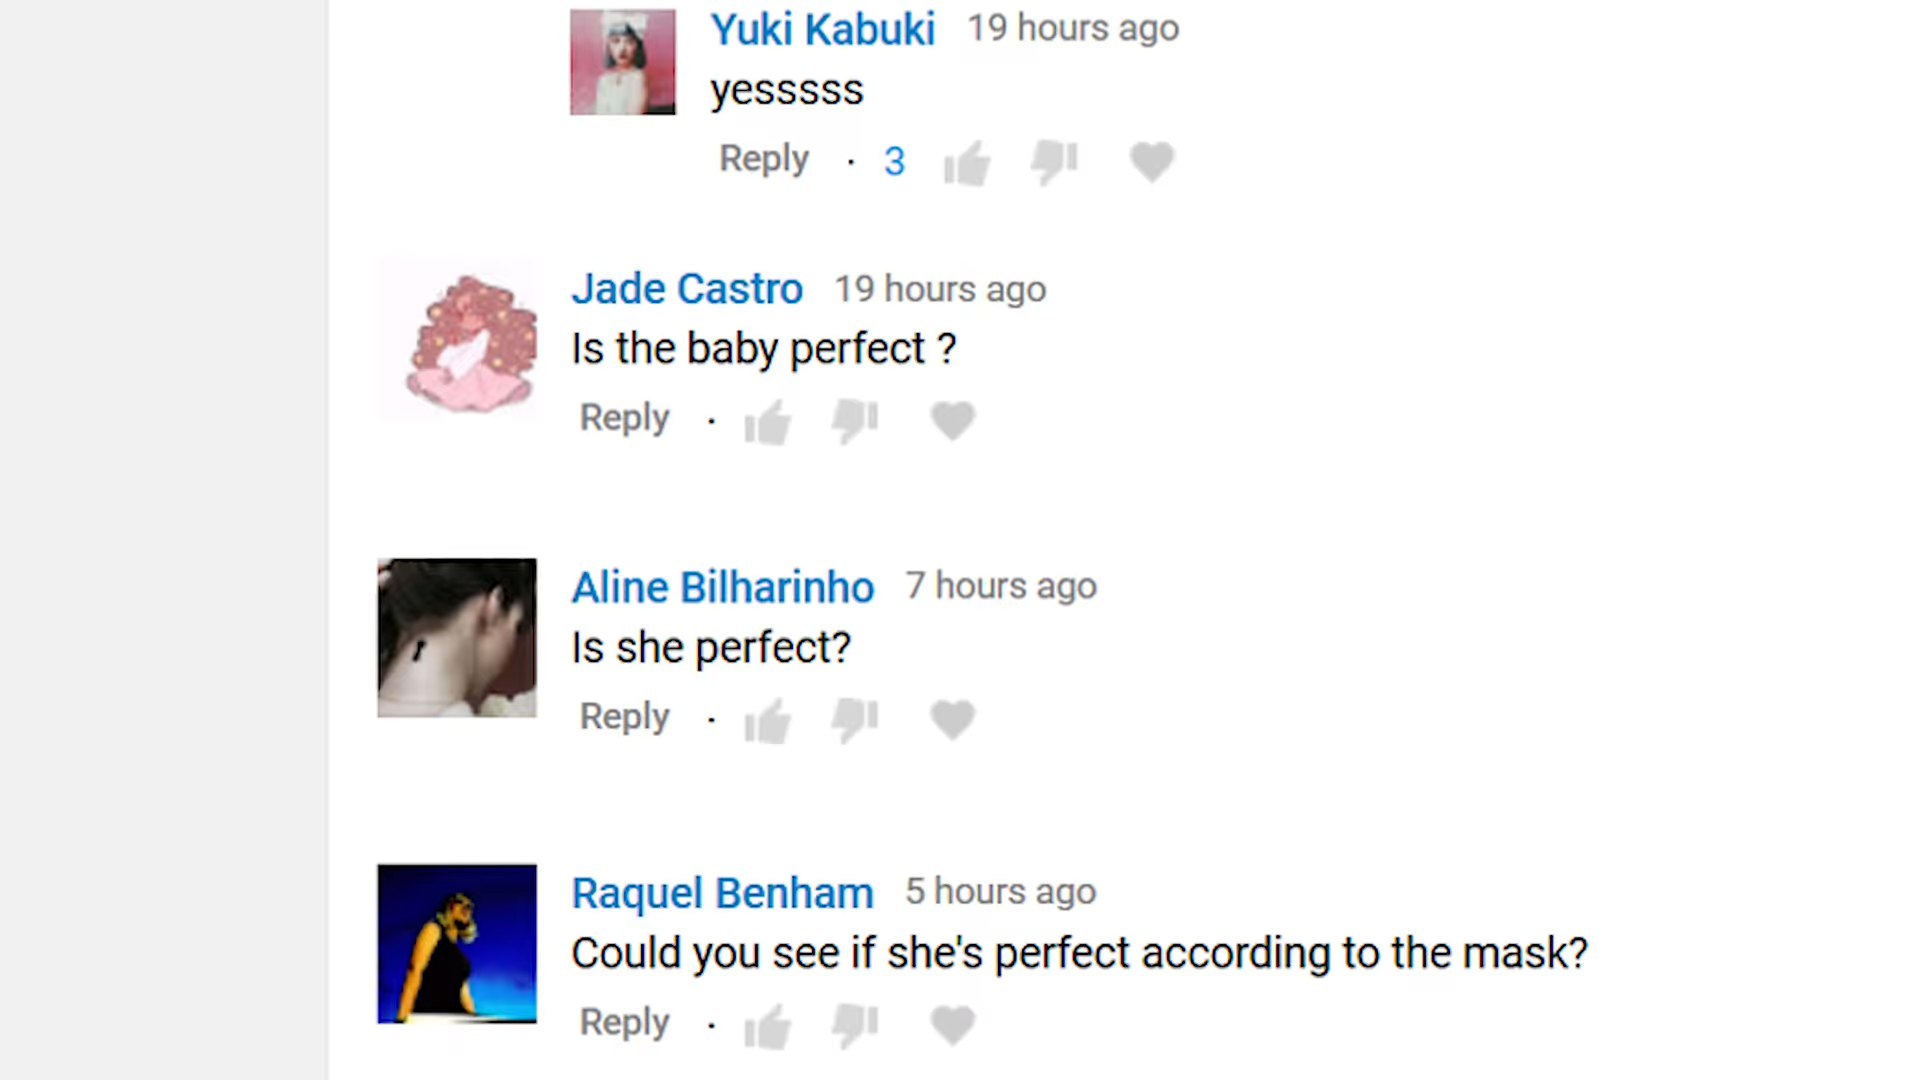 Yuki Kabuki 19 hours ago
yesssss
Reply · 3
Jade Castro 19 hours ago
Is the baby perfect ?
Reply ·
Aline Bilharinho 7 hours ago
Is she perfect?
Reply ·
Raquel Benham 5 hours ago
Could you see if she's perfect according to the mask?
Reply ·